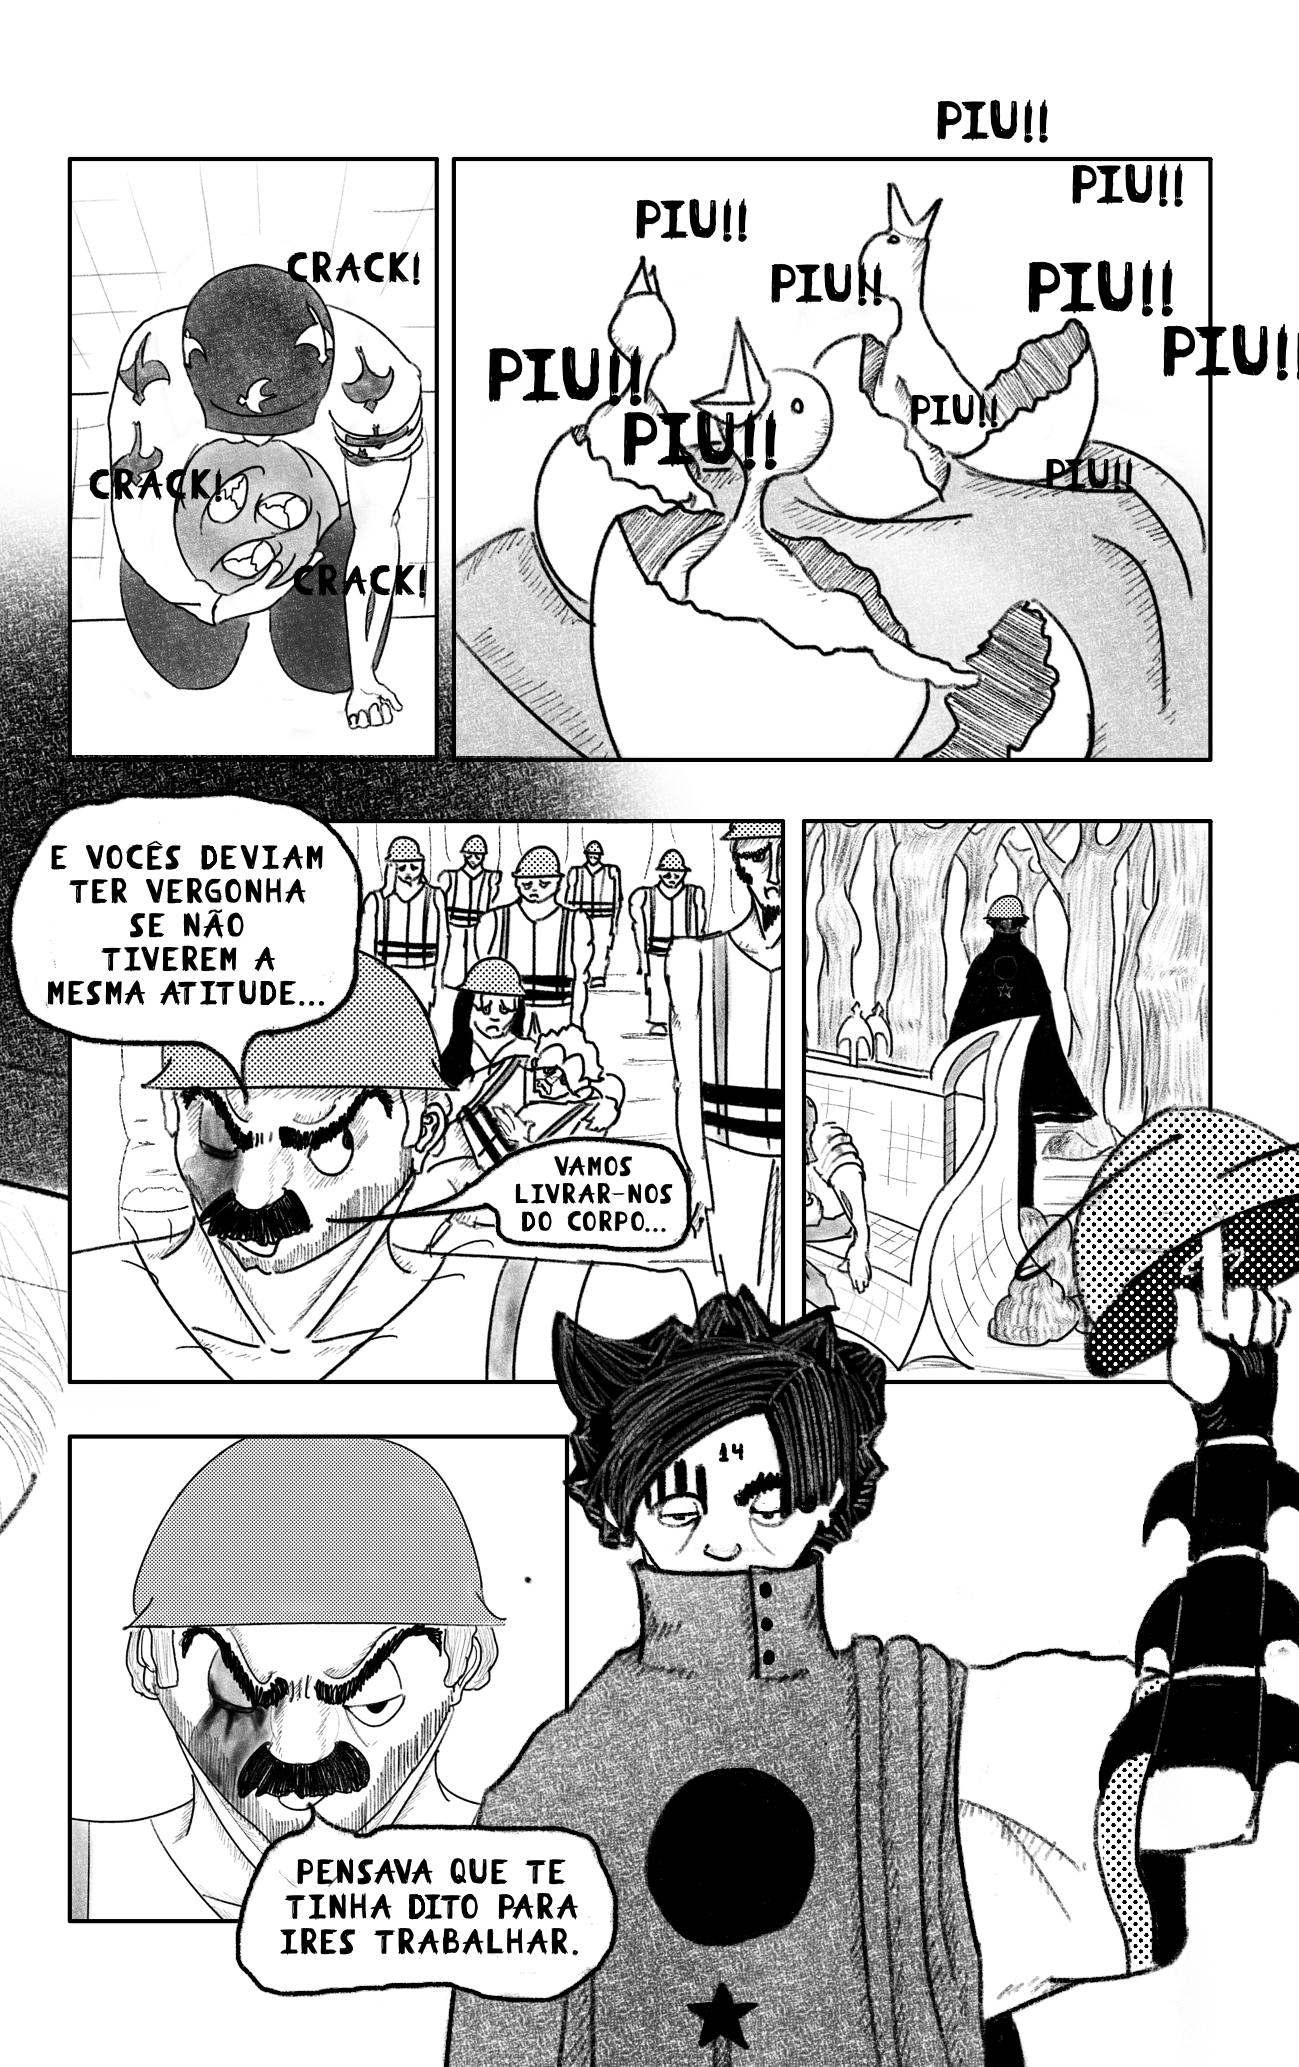 CRACK!
CRACK!
CRACK!
PIU!!
PIU!!
PIU!!
PIU!!
PIU!!
PIU!!
PIU!!
PIU!!
PIU!!
PIU!!
E VOCÊS DEVIAM
TER VERGONHA
SE NÃO
TIVEREM A
MESMA ATITUDE...
VAMOS
LIVRAR-NOS
DO CORPO...
14
PENSAVA QUE TE
TINHA DITO PARA
IRES TRABALHAR.